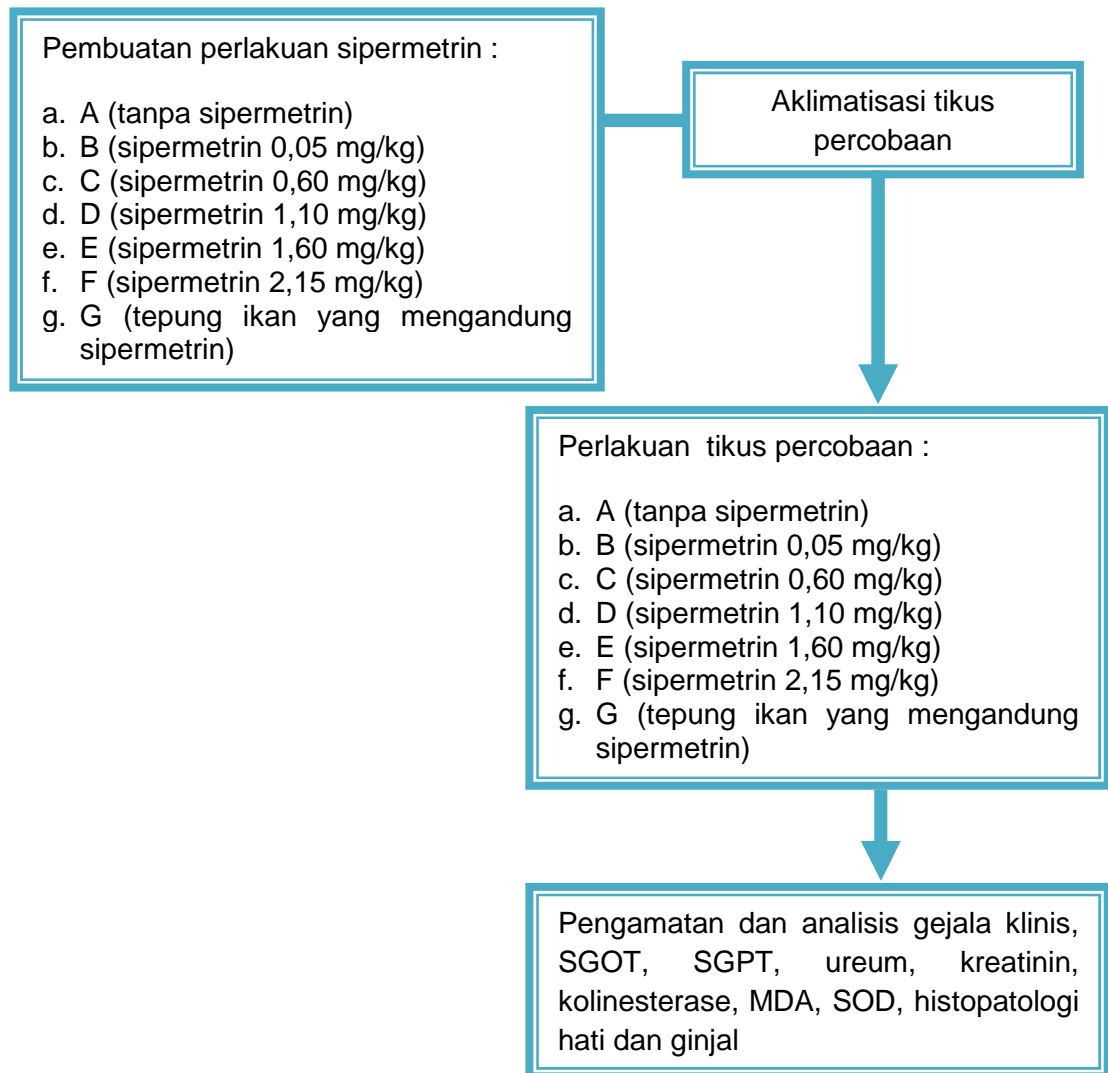 Pembuatan perlakuan sipermetrin :
a. A (tanpa sipermetrin)
b. B (sipermetrin 0,05 mg/kg)
c. C (sipermetrin 0,60 mg/kg)
d. D (sipermetrin 1,10 mg/kg)
e. E (sipermetrin 1,60 mg/kg)
f. F (sipermetrin 2,15 mg/kg)
g. G (tepung ikan yang mengandung
sipermetrin)
Aklimatisasi tikus
percobaan
Perlakuan tikus percobaan :
a. A (tanpa sipermetrin)
b. B (sipermetrin 0,05 mg/kg)
c. C (sipermetrin 0,60 mg/kg)
d. D (sipermetrin 1,10 mg/kg)
e. E (sipermetrin 1,60 mg/kg)
f. F (sipermetrin 2,15 mg/kg)
g. G (tepung ikan yang mengandung
sipermetrin)
Pengamatan dan analisis gejala klinis,
SGOT, SGPT, ureum, kreatinin,
kolinesterase, MDA, SOD, histopatologi
hati dan ginjal